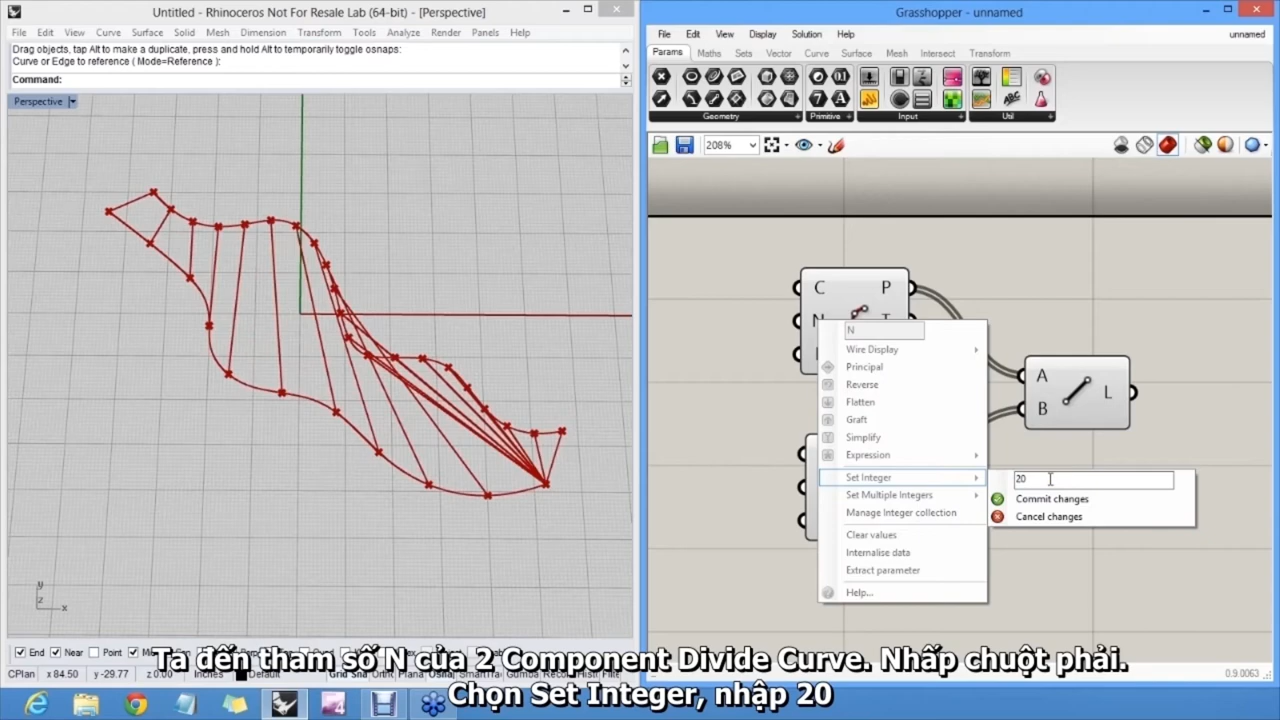 Untitled - Rhinoceros Not For Resale Lab (64-bit) - [Perspective]
File Edit View Curve Surface Solid Mesh Dimension Transform Tools Analyze Render Panels Help
Drag objects, tap Alt to make a duplicate, press and hold Alt to temporarily toggle osnaps:
Curve or Edge to reference ( Mode=Reference ):
Command:
Perspective
y
z
x
End Near Point
CPlan x 84.50 y -29.77 z 0.00 Inches Default
Grasshopper - unnamed
File Edit View Display Solution Help unnamed
Params Maths Sets Vector Curve Surface Mesh Intersect Transform
Geometry Primitive Input Util
208%
C P
N T
A
B
L
N
Wire Display
Principal
Reverse
Flatten
Graft
Simplify
Expression
Set Integer
Set Multiple Integers
Manage Integer collection
Clear values
Internalise data
Extract parameter
Help...
20
Commit changes
Cancel changes
0.9.0063
Ta đến tham số N của 2 Component Divide Curve. Nhấp chuột phải.
Chọn Set Integer, nhập 20